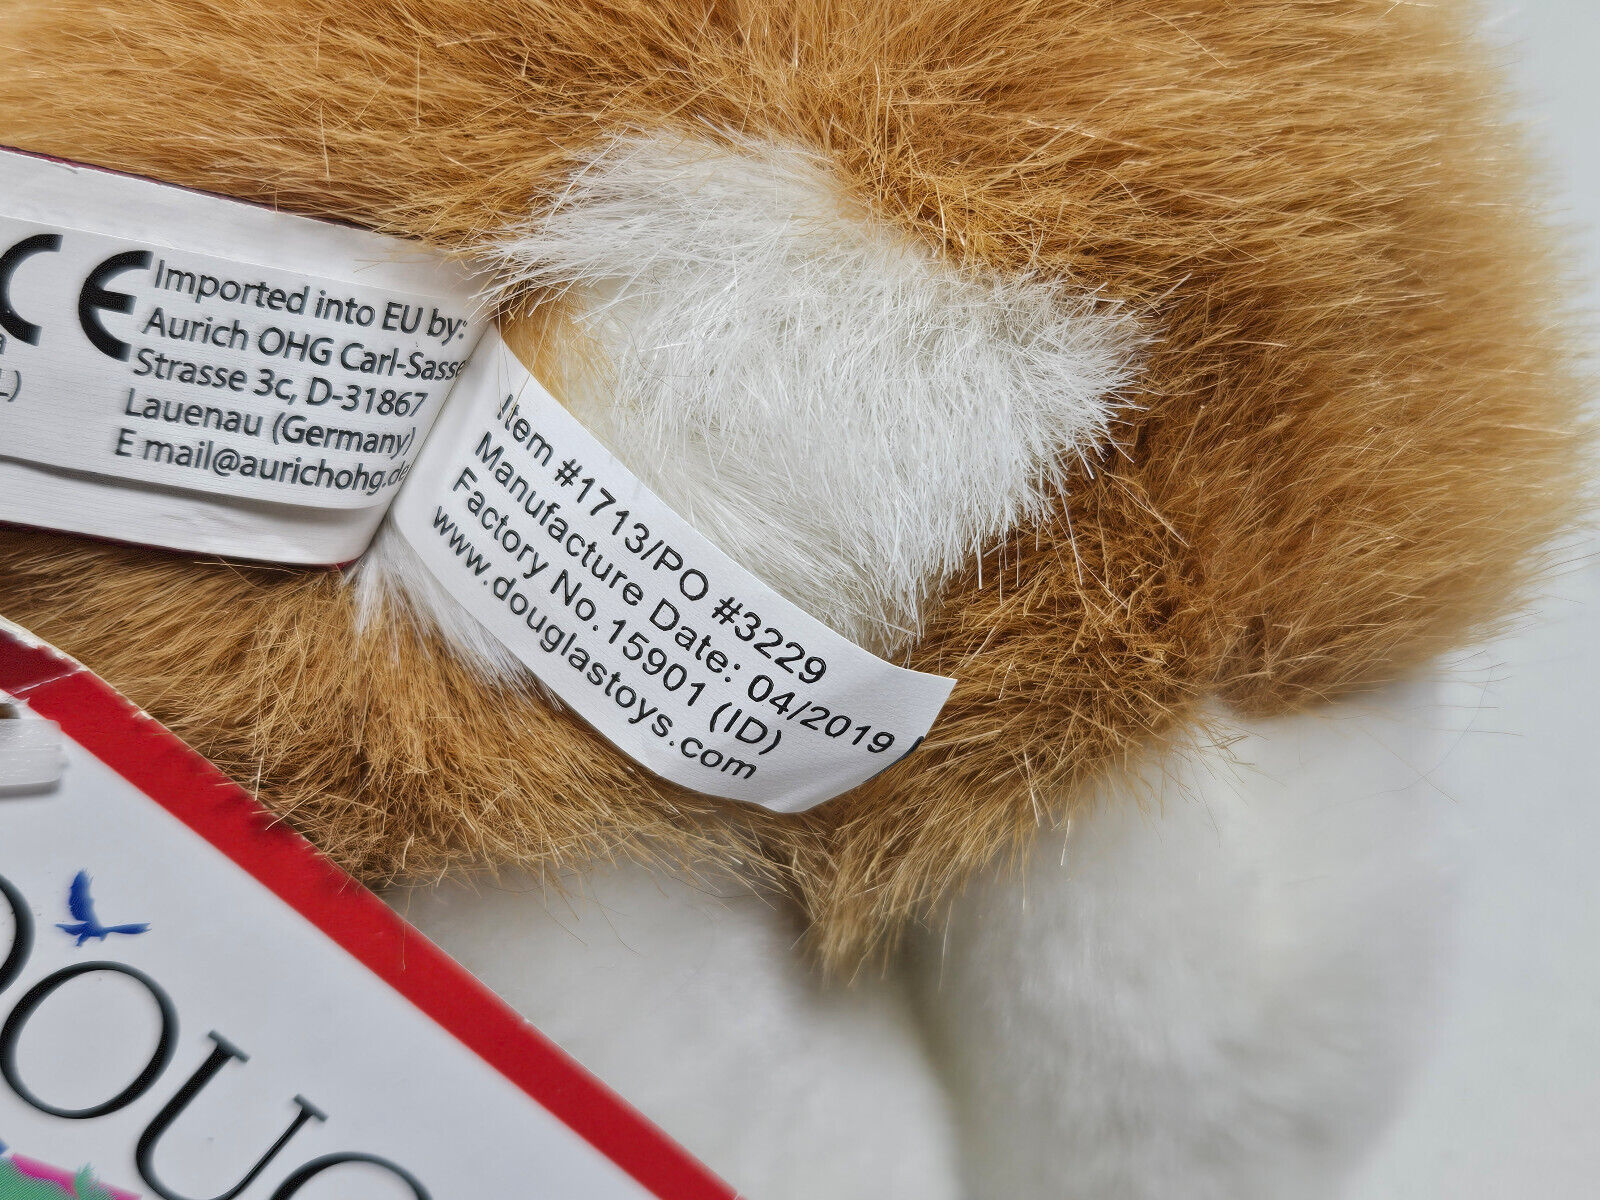 CE
Imported into EU by:
Aurich OHG Carl-Sasse
Strasse 3c, D-31867
Lauenau (Germany)
E mail@aurichohg.de
Item #1713/PO #3229
Manufacture Date: 04/2019
Factory No. 15901 (ID)
www.douglastoys.com